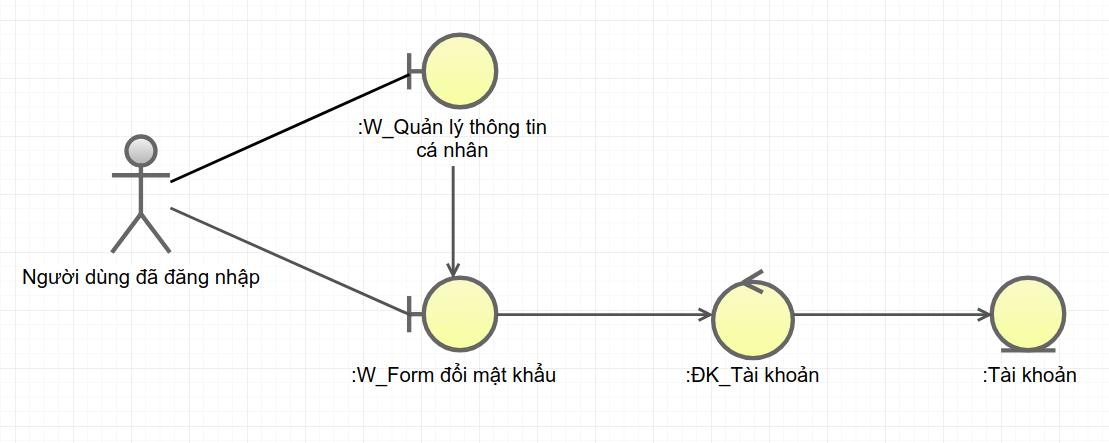 :W_Quản lý thông tin
cá nhân
Người dùng đã đăng nhập
:W_Form đổi mật khẩu
:ĐK_Tài khoản
:Tài khoản